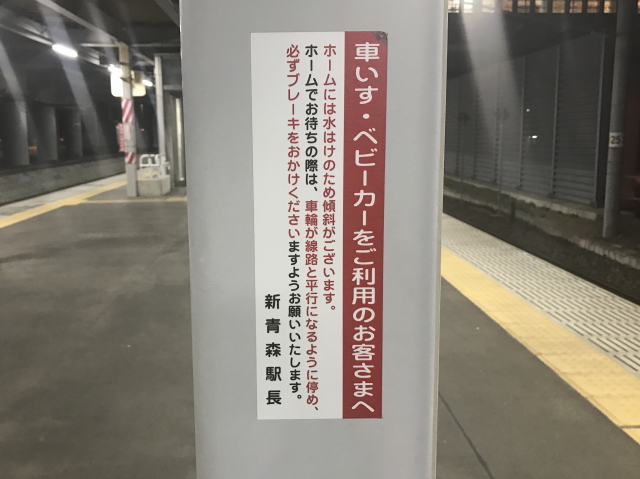 車いす・ベビーカーをご利用のお客さまへ
ホームには水はけのため傾斜がございます。
ホームでお待ちの際は、車輪が線路と平行になるように停め、
必ずブレーキをおかけくださいますようお願いいたします。
新青森駅長
25